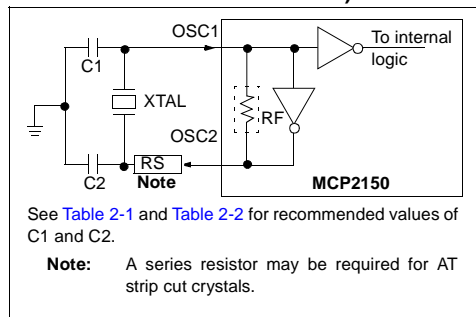 OSC1
To internal
logic
C1
XTAL
RF
OSC2
RS
C2
Note
MCP2150
See Table 2-1 and Table 2-2 for recommended values of
C1 and C2.
Note: A series resistor may be required for AT
strip cut crystals.